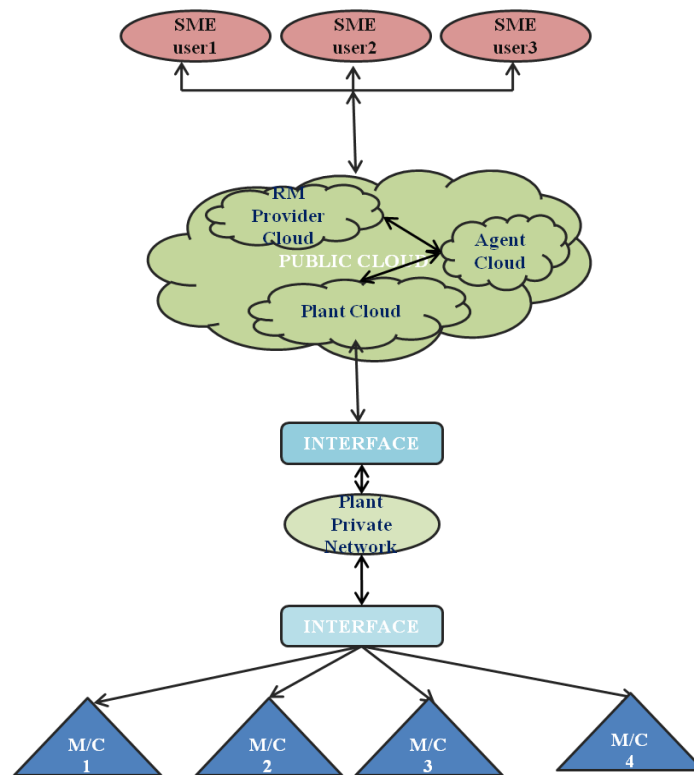 SME
user1
SME
user2
SME
user3
RM
Provider
Cloud
Agent
Cloud
PUBLIC CLOUD
Plant Cloud
INTERFACE
Plant
Private
Network
INTERFACE
M/C
1
M/C
2
M/C
3
M/C
4